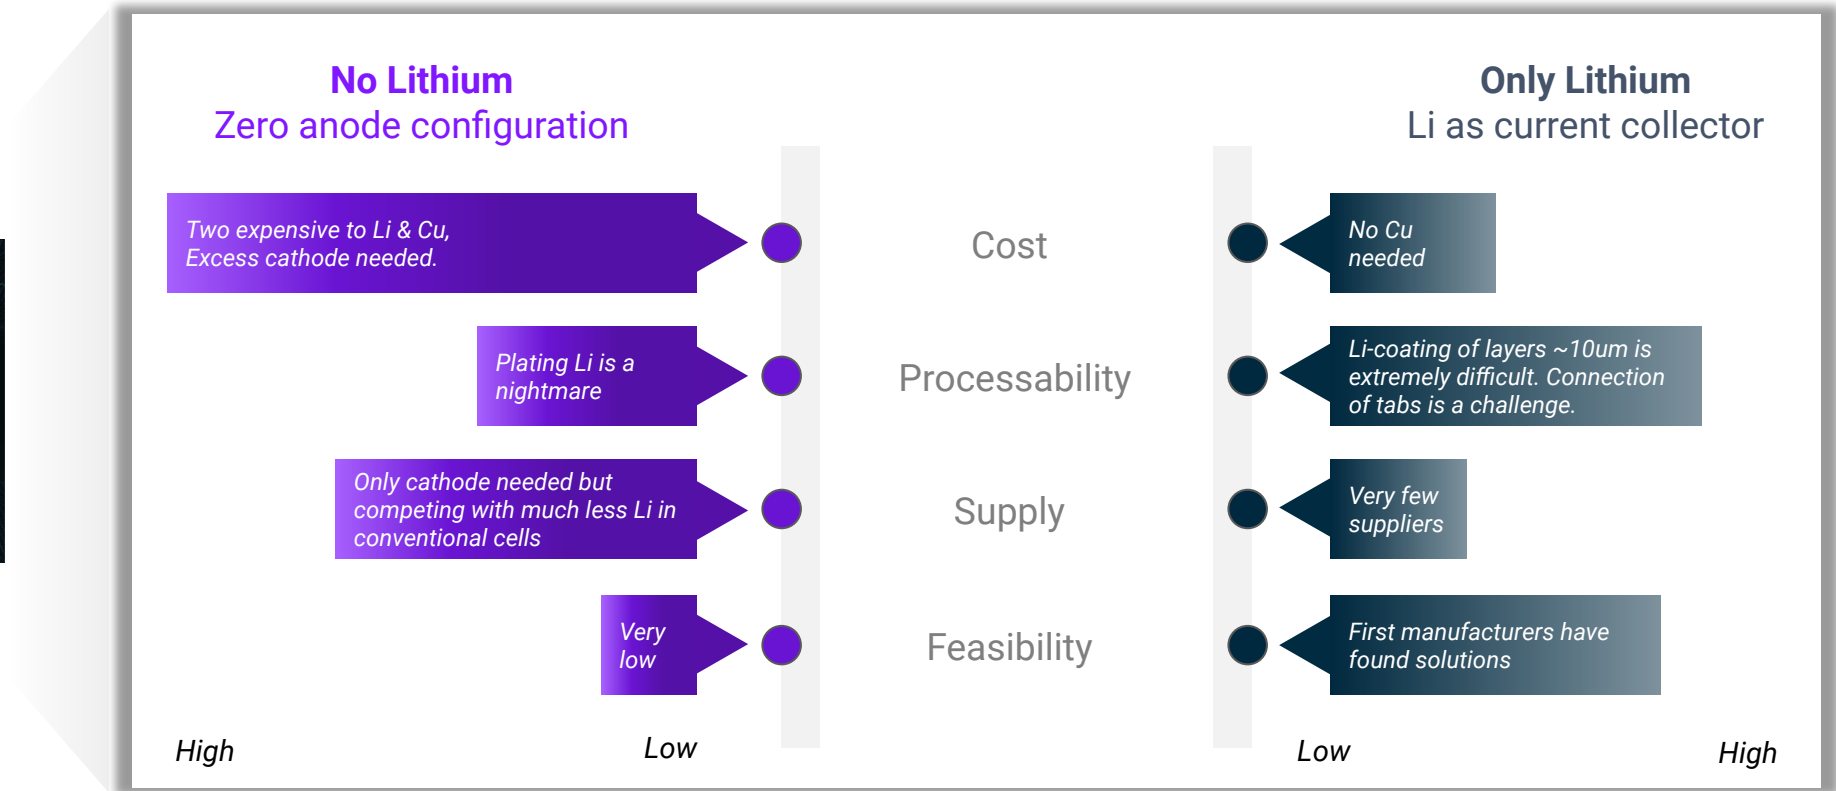 No Lithium
Zero anode configuration
Only Lithium
Li as current collector
Two expensive to Li & Cu,
Excess cathode needed.
Cost
No Cu
needed
Plating Li is a
nightmare
Processability
Li-coating of layers ~10um is
extremely difficult. Connection
of tabs is a challenge.
Only cathode needed but
competing with much less Li in
conventional cells
Supply
Very few
suppliers
Very
low
Feasibility
First manufacturers have
found solutions
High
Low
Low
High